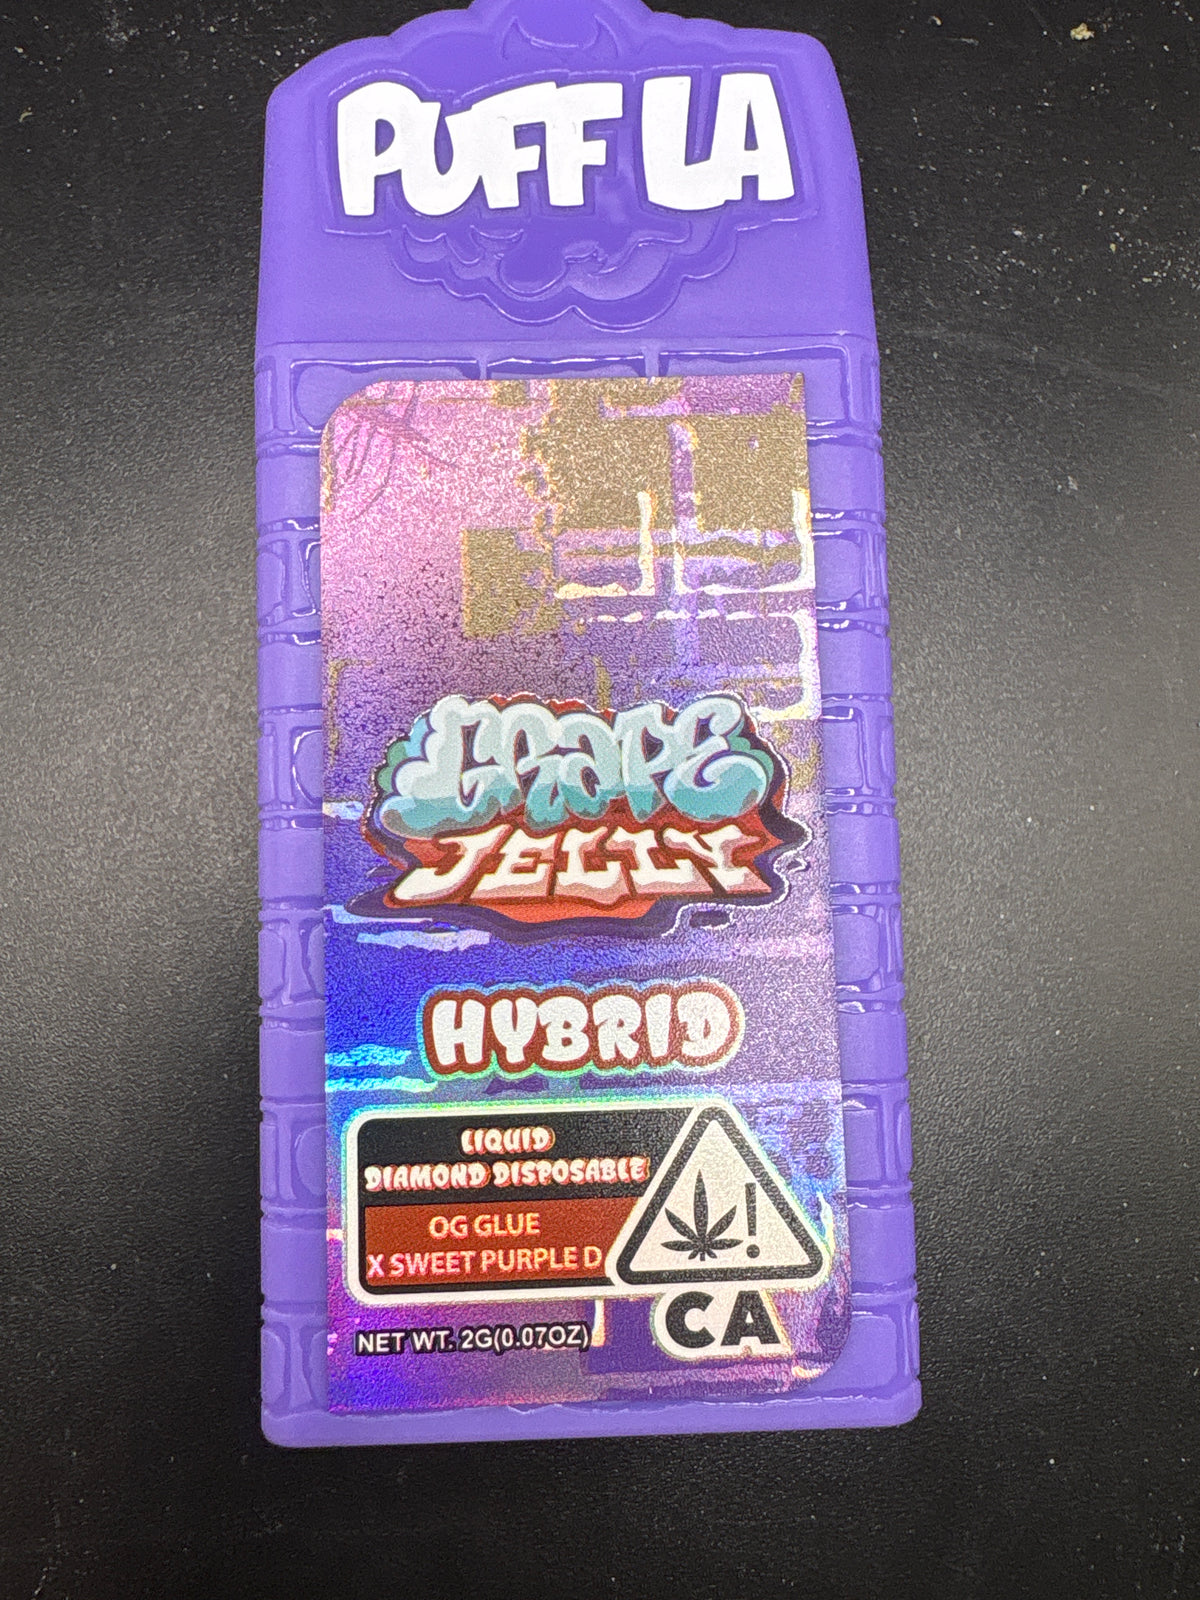 PUFF LA
GRAPE
JELLY
HYBRID
LIQUID
DIAMOND DISPOSABLE
OG GLUE
X SWEET PURPLE D
!
CA
NET WT. 2G(0.07OZ)